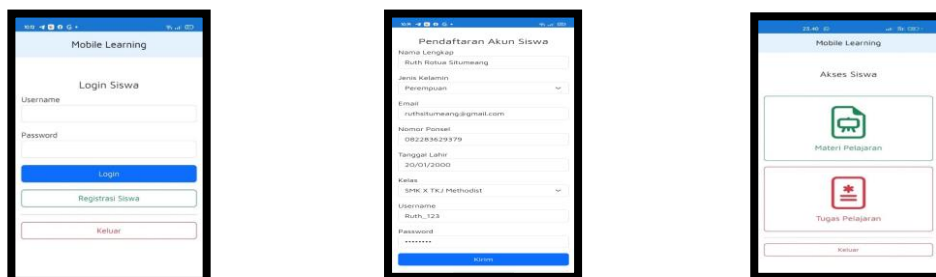 Mobile Learning
Login Siswa
Username
Password
Login
Registrasi Siswa
Keluar
Pendaftaran Akun Siswa
Nama Lengkap
Ruth Rotua Situmeang
Jenis Kelamin
Perempuan
Email
ruthsitumeang@gmail.com
Nomor Ponsel
082283629379
Tanggal Lahir
20/01/2000
Kelas
SMK X TKJ Methodist
Username
Ruth_123
Password
••••••••
Kirim
23.40
Mobile Learning
Akses Siswa
Materi Pelajaran
Tugas Pelajaran
Keluar